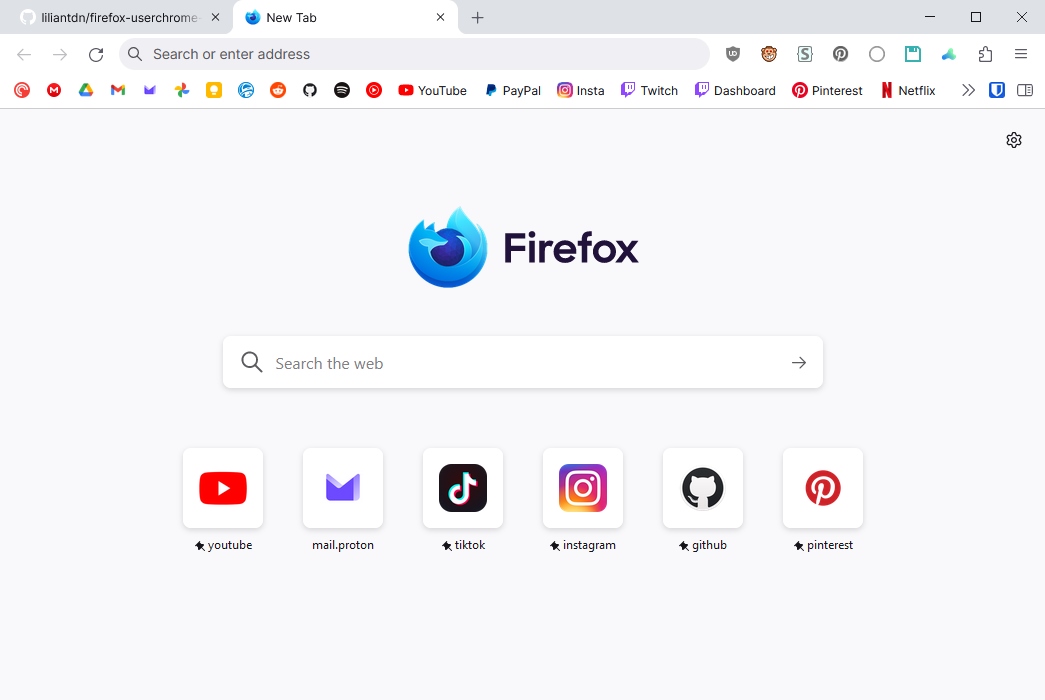 liliantdn/firefox-userchrome-
New Tab
Search or enter address
YouTube
PayPal
Insta
Twitch
Dashboard
Pinterest
Netflix
Firefox
Search the web
youtube
mail.proton
tiktok
instagram
github
pinterest